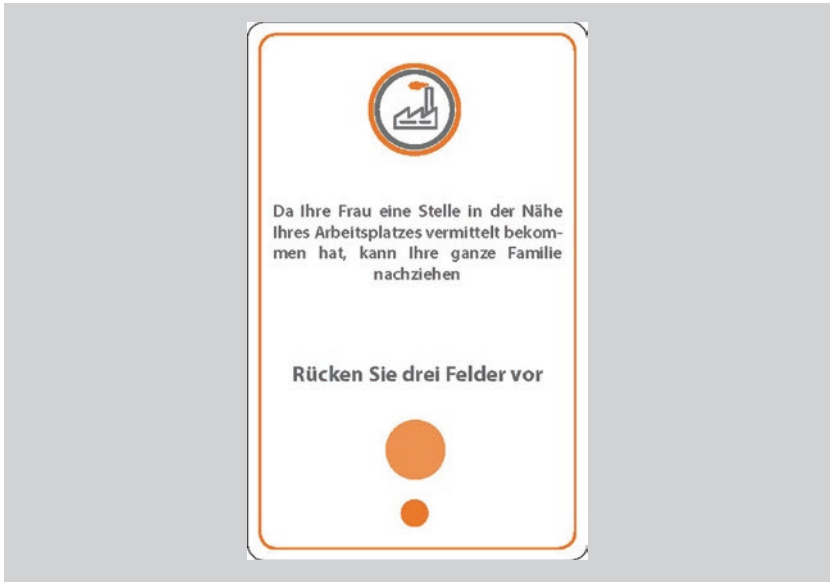 Da Ihre Frau eine Stelle in der Nähe
Ihres Arbeitsplatzes vermittelt bekom-
men hat, kann Ihre ganze Familie
nachziehen
Rücken Sie drei Felder vor